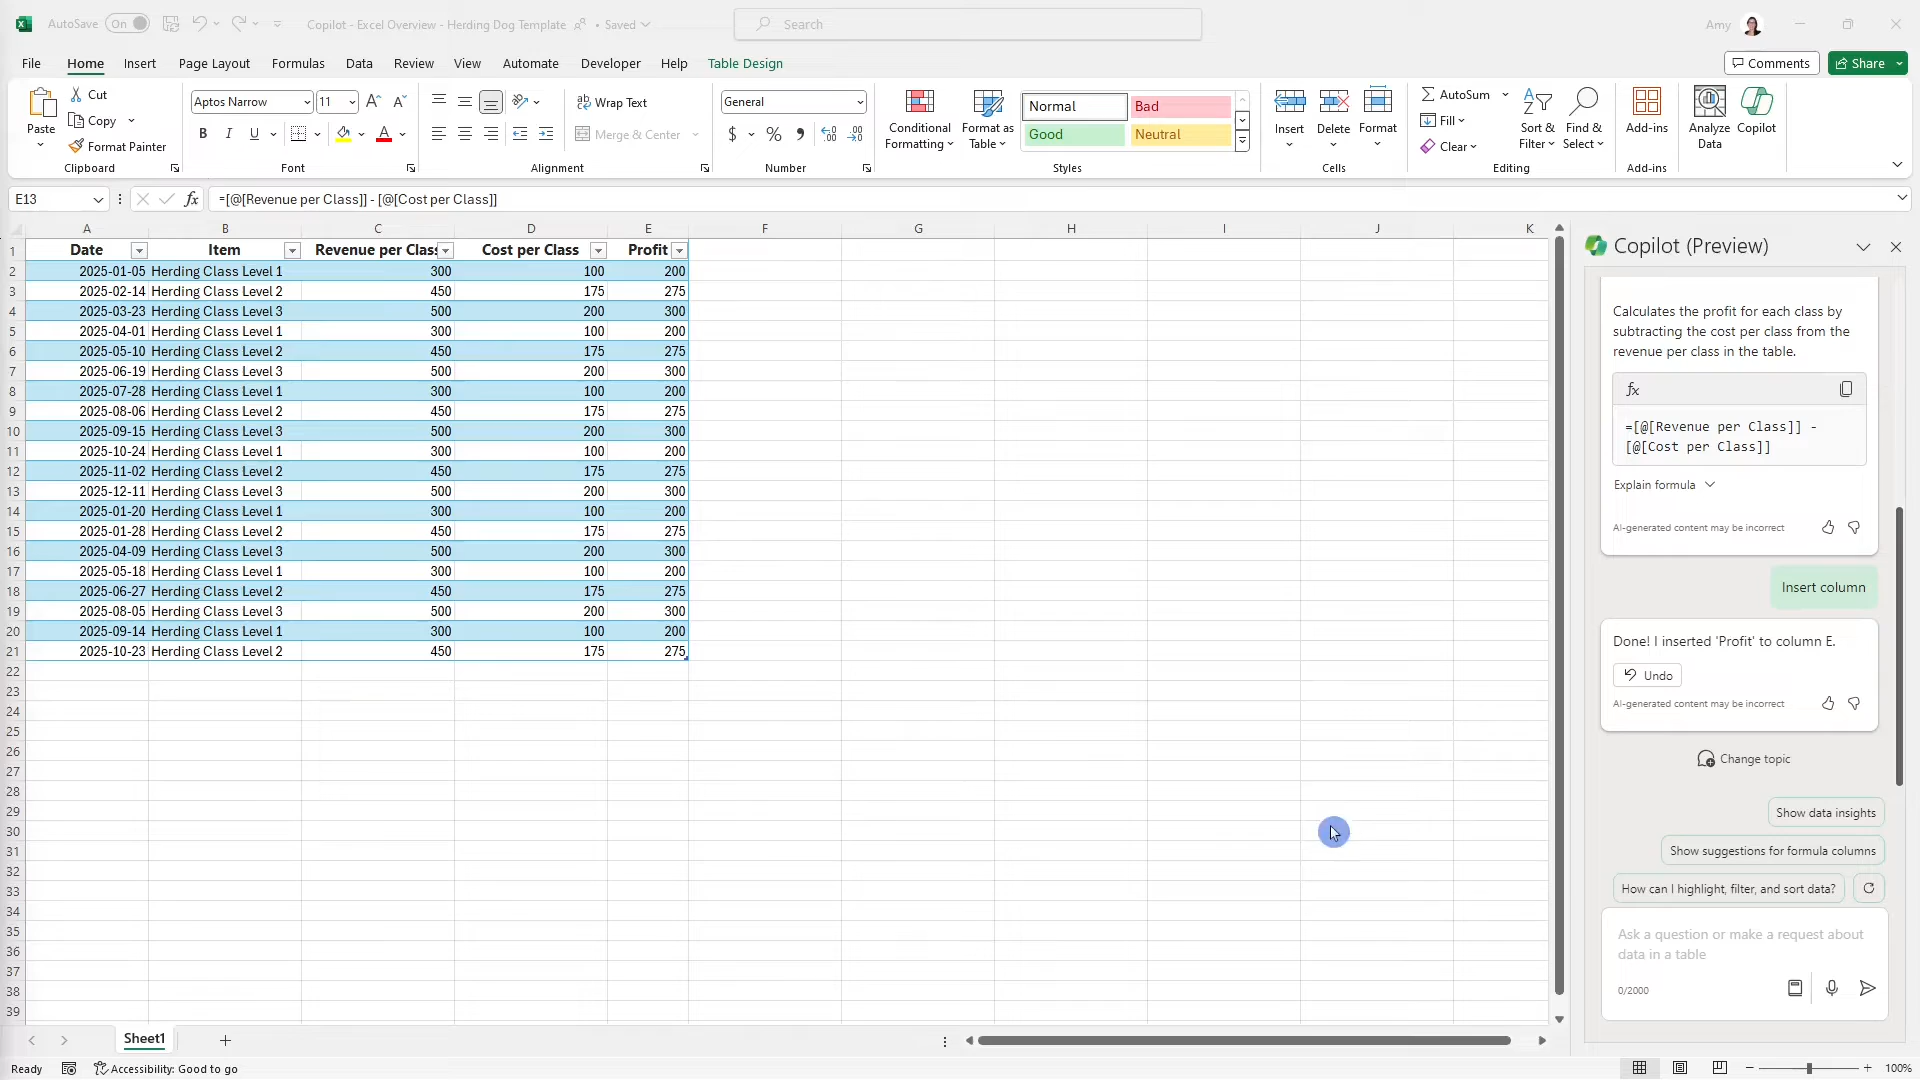 AutoSave On Copilot - Excel Overview - Herding Dog Template • Saved Search Amy
File Home Insert Page Layout Formulas Data Review View Automate Developer Help Table Design Comments Share
Paste Cut Copy Format Painter Clipboard
Aptos Narrow 11 A A B I U A Font
Wrap Text Merge & Center Alignment
General $ % , Number
Conditional Formatting Format as Table Normal Bad Good Neutral Styles
Insert Delete Format Cells
AutoSum Fill Clear Sort & Filter Find & Select Editing
Add-ins Add-ins
Analyze Data Copilot
E13 fx =[@[Revenue per Class]] - [@[Cost per Class]]
A B C D E F G H I J K
1 Date Item Revenue per Clas Cost per Class Profit
2 2025-01-05 Herding Class Level 1 300 100 200
3 2025-02-14 Herding Class Level 2 450 175 275
4 2025-03-23 Herding Class Level 3 500 200 300
5 2025-04-01 Herding Class Level 1 300 100 200
6 2025-05-10 Herding Class Level 2 450 175 275
7 2025-06-19 Herding Class Level 3 500 200 300
8 2025-07-28 Herding Class Level 1 300 100 200
9 2025-08-06 Herding Class Level 2 450 175 275
10 2025-09-15 Herding Class Level 3 500 200 300
11 2025-10-24 Herding Class Level 1 300 100 200
12 2025-11-02 Herding Class Level 2 450 175 275
13 2025-12-11 Herding Class Level 3 500 200 300
14 2025-01-20 Herding Class Level 1 300 100 200
15 2025-01-28 Herding Class Level 2 450 175 275
16 2025-04-09 Herding Class Level 3 500 200 300
17 2025-05-18 Herding Class Level 1 300 100 200
18 2025-06-27 Herding Class Level 2 450 175 275
19 2025-08-05 Herding Class Level 3 500 200 300
20 2025-09-14 Herding Class Level 1 300 100 200
21 2025-10-23 Herding Class Level 2 450 175 275
22
23
24
25
26
27
28
29
30
31
32
33
34
35
36
37
38
39
Copilot (Preview)
Calculates the profit for each class by
subtracting the cost per class from the
revenue per class in the table.
fx
=[@[Revenue per Class]] -
[@[Cost per Class]]
Explain formula
AI-generated content may be incorrect
Insert column
Done! I inserted 'Profit' to column E.
Undo
AI-generated content may be incorrect
Change topic
Show data insights
Show suggestions for formula columns
How can I highlight, filter, and sort data?
Ask a question or make a request about
data in a table
0/2000
Sheet1
Ready Accessibility: Good to go 100%